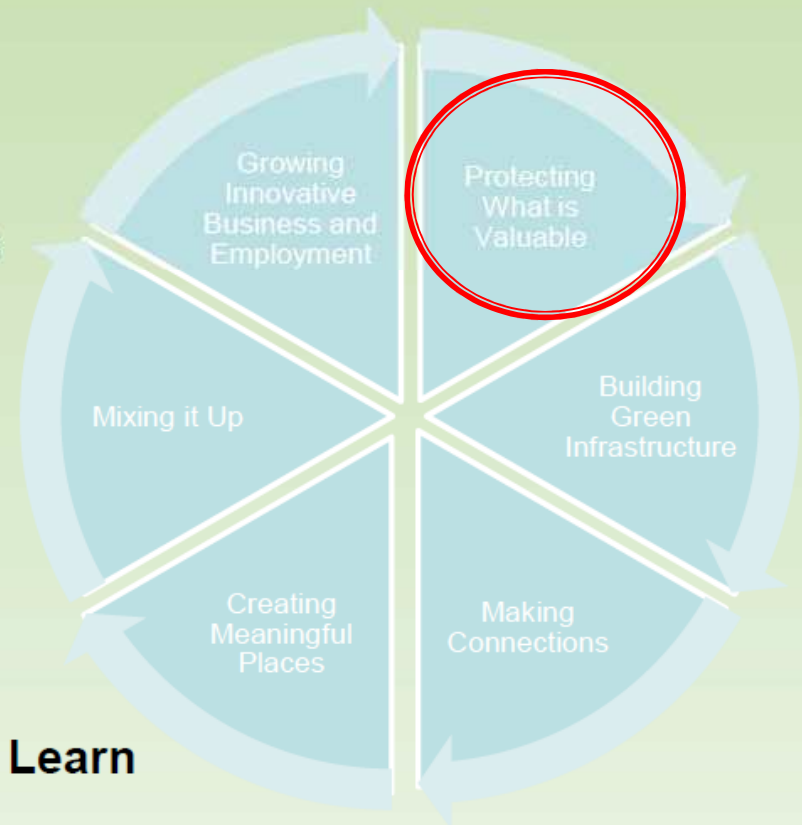 Growing
Innovative
Business and
Employment
Protecting
What is
Valuable
Mixing it Up
Building
Green
Infrastructure
Creating
Meaningful
Places
Making
Connections
Learn